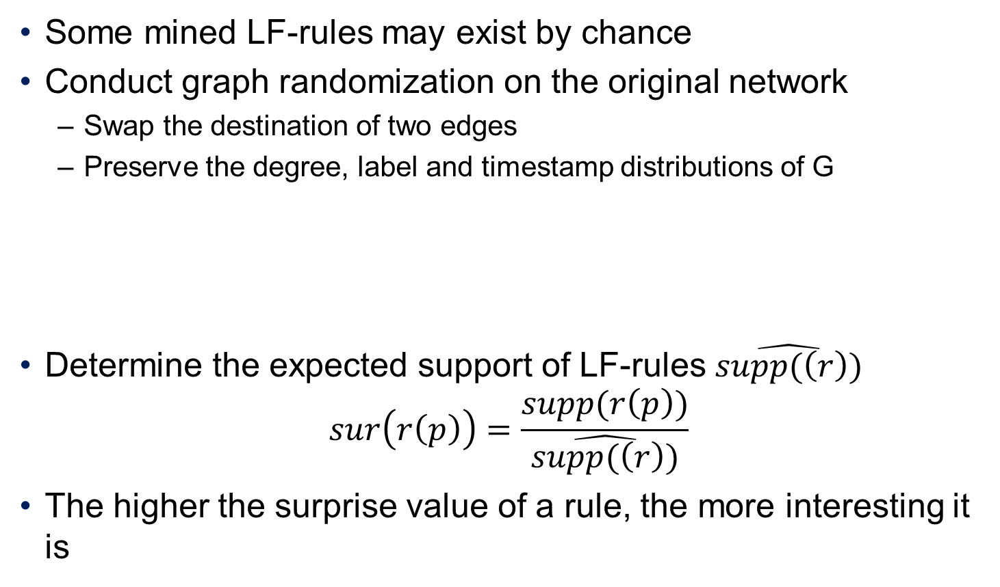 • Some mined LF-rules may exist by chance
• Conduct graph randomization on the original network
– Swap the destination of two edges
– Preserve the degree, label and timestamp distributions of G
• Determine the expected support of LF-rules $\widehat{supp((r))}$
$sur(r(p)) = \frac{supp(r(p))}{\widehat{supp((r))}}$
• The higher the surprise value of a rule, the more interesting it
is